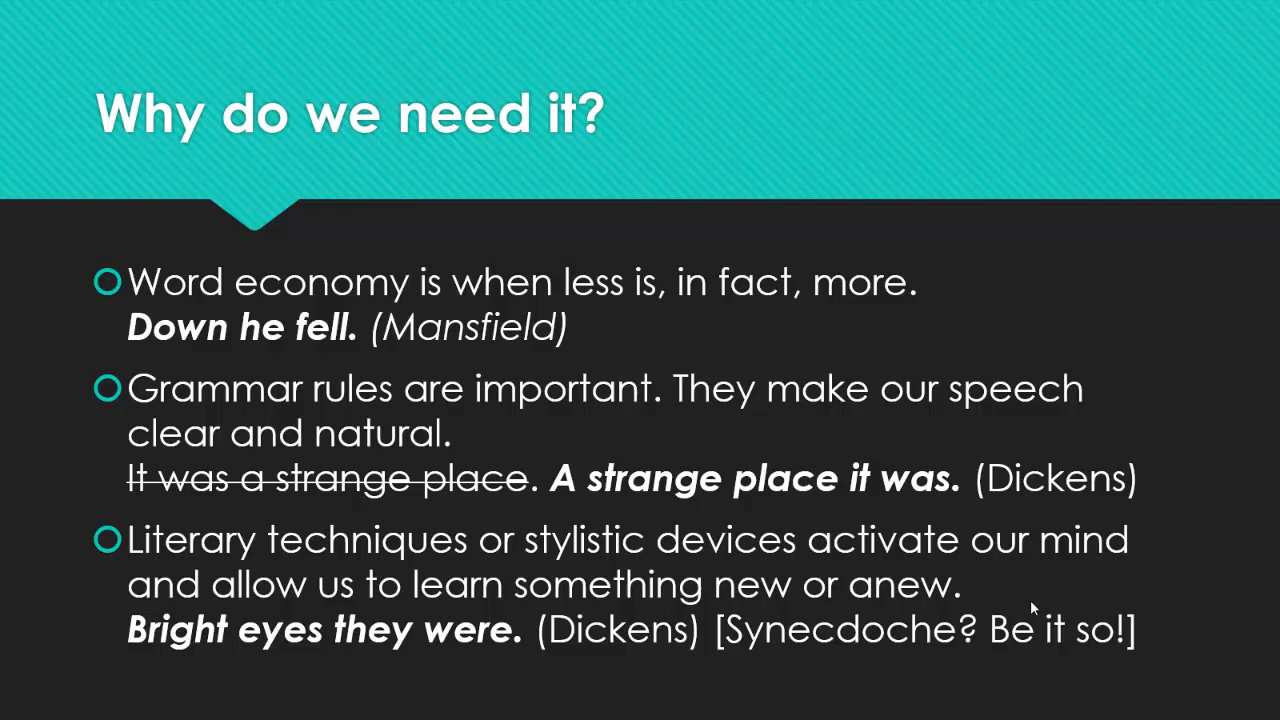 Why do we need it?
Word economy is when less is, in fact, more.
Down he fell. (Mansfield)
Grammar rules are important. They make our speech
clear and natural.
It was a strange place. A strange place it was. (Dickens)
Literary techniques or stylistic devices activate our mind
and allow us to learn something new or anew.
Bright eyes they were. (Dickens) [Synecdoche? Be it so!]